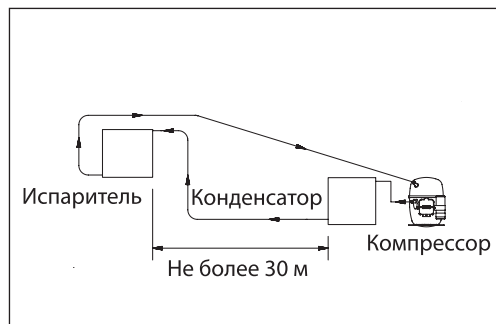 Испаритель
Конденсатор
Компрессор
Не более 30 м